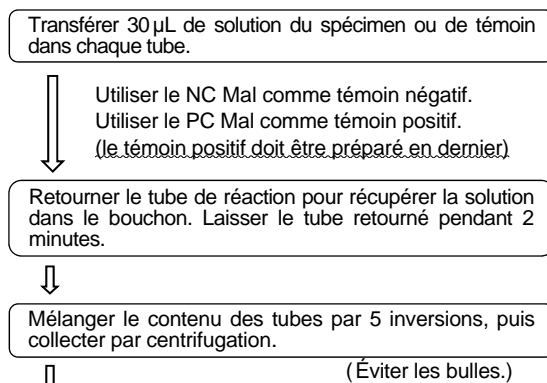 Transférer 30 µL de solution du spécimen ou de témoin
dans chaque tube.
Utiliser le NC Mal comme témoin négatif.
Utiliser le PC Mal comme témoin positif.
(le témoin positif doit être préparé en dernier)
Retourner le tube de réaction pour récupérer la solution
dans le bouchon. Laisser le tube retourné pendant 2
minutes.
Mélanger le contenu des tubes par 5 inversions, puis
collecter par centrifugation.
(Éviter les bulles.)